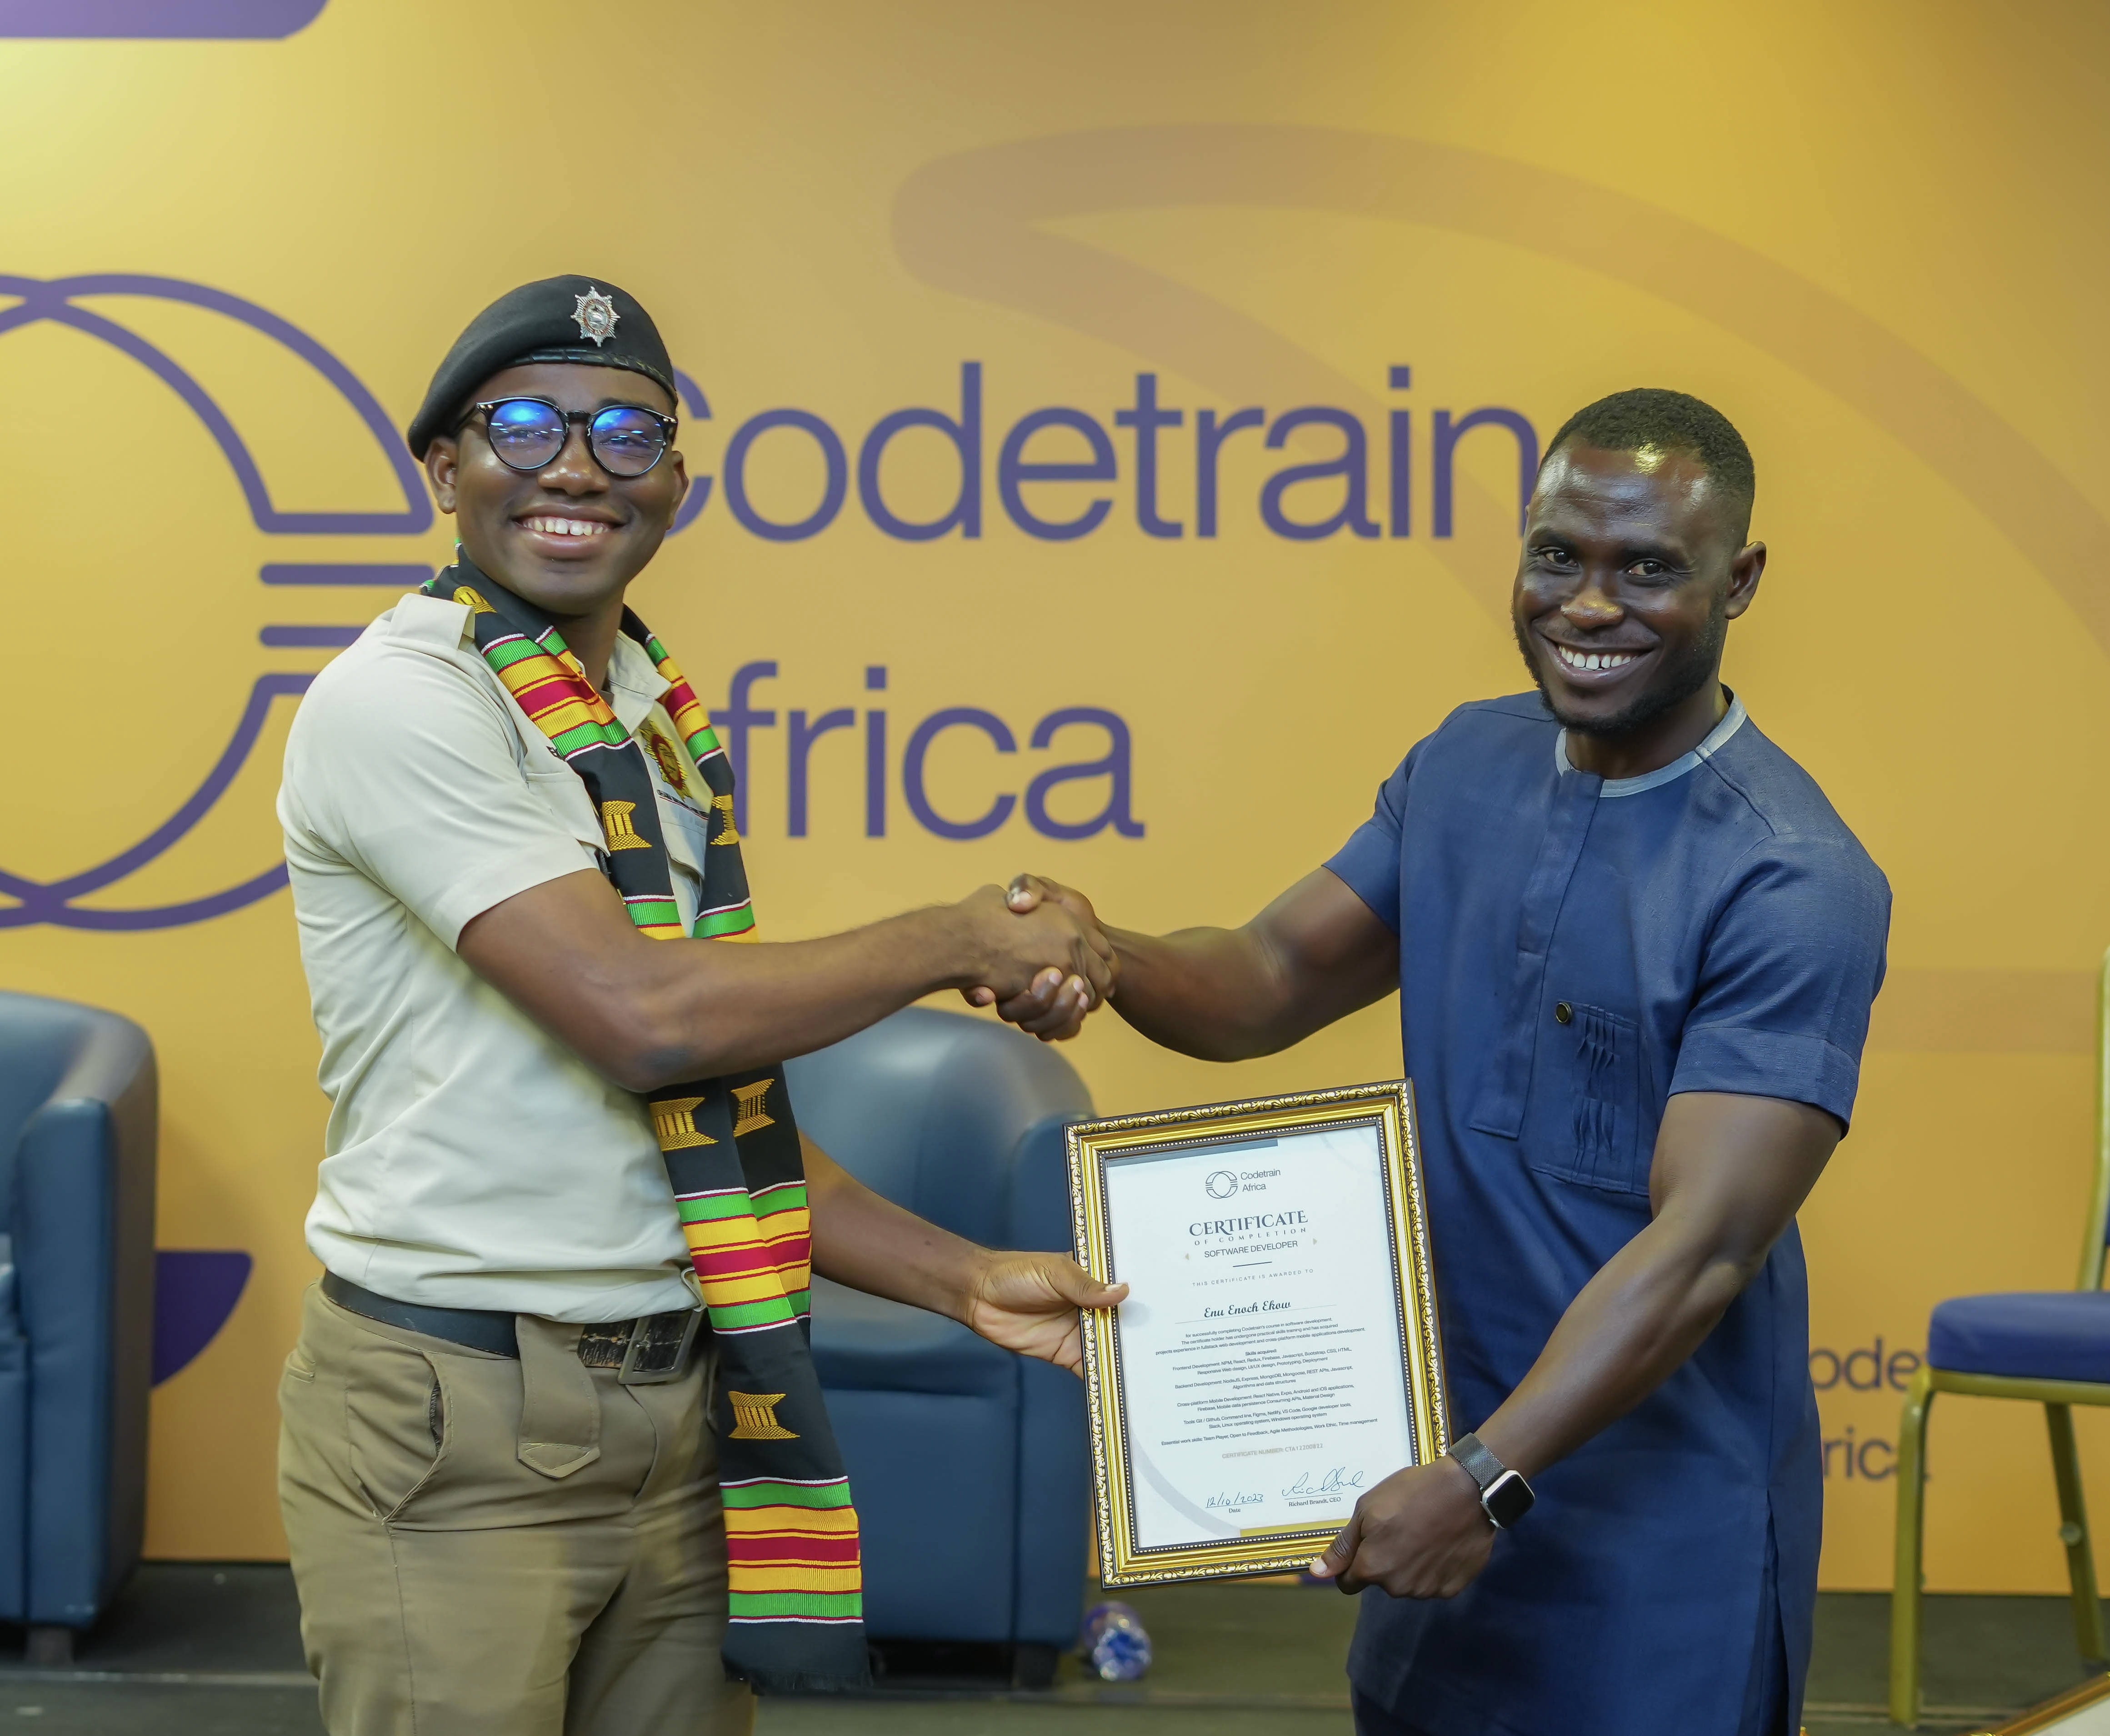 Codetrain
frica
Codetrain
Africa
CERTIFICATE
OF COMPLETION
SOFTWARE DEVELOPER
THIS CERTIFICATE IS AWARDED TO
Enu Enoch Ekow
for successfully completing Codetrain's course in software development.
The certificate holder has undergone practical skills training and has acquired
projects experience in fullstack web development and cross-platform mobile applications development
Skills acquired:
Frontend Development: NPM, React, Redux, Firebase, Javascript, Bootstrap, CSS, HTML,
Responsive Web design, UI/UX design, Prototyping, Deployment
Backend Development: NodeJS, Express, MongoDB, Mongoose, REST APIs, Javascript,
Algorithms and data structures
Cross-platform Mobile Development: React Native, Expo, Android and iOS applications,
Firebase, Mobile data persistence Consuming APIs, Material Design
Tools: Git / Github, Command line, Figma, Netlify, VS Code, Google developer tools,
Slack, Linux operating system, Windows operating system
Essential work skills: Team Player, Open to Feedback, Agile Methodologies, Work Ethic, Time management
CERTIFICATE NUMBER:
12/10/2023
Date
Richard Brandt, CEO
ode
rica